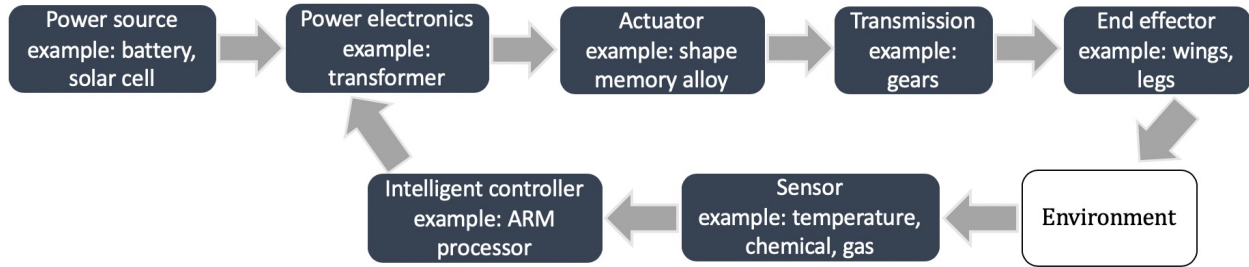 Power source
example: battery,
solar cell
Power electronics
example:
transformer
Actuator
example: shape
memory alloy
Transmission
example:
gears
End effector
example: wings,
legs
Intelligent controller
example: ARM
processor
Sensor
example: temperature,
chemical, gas
Environment